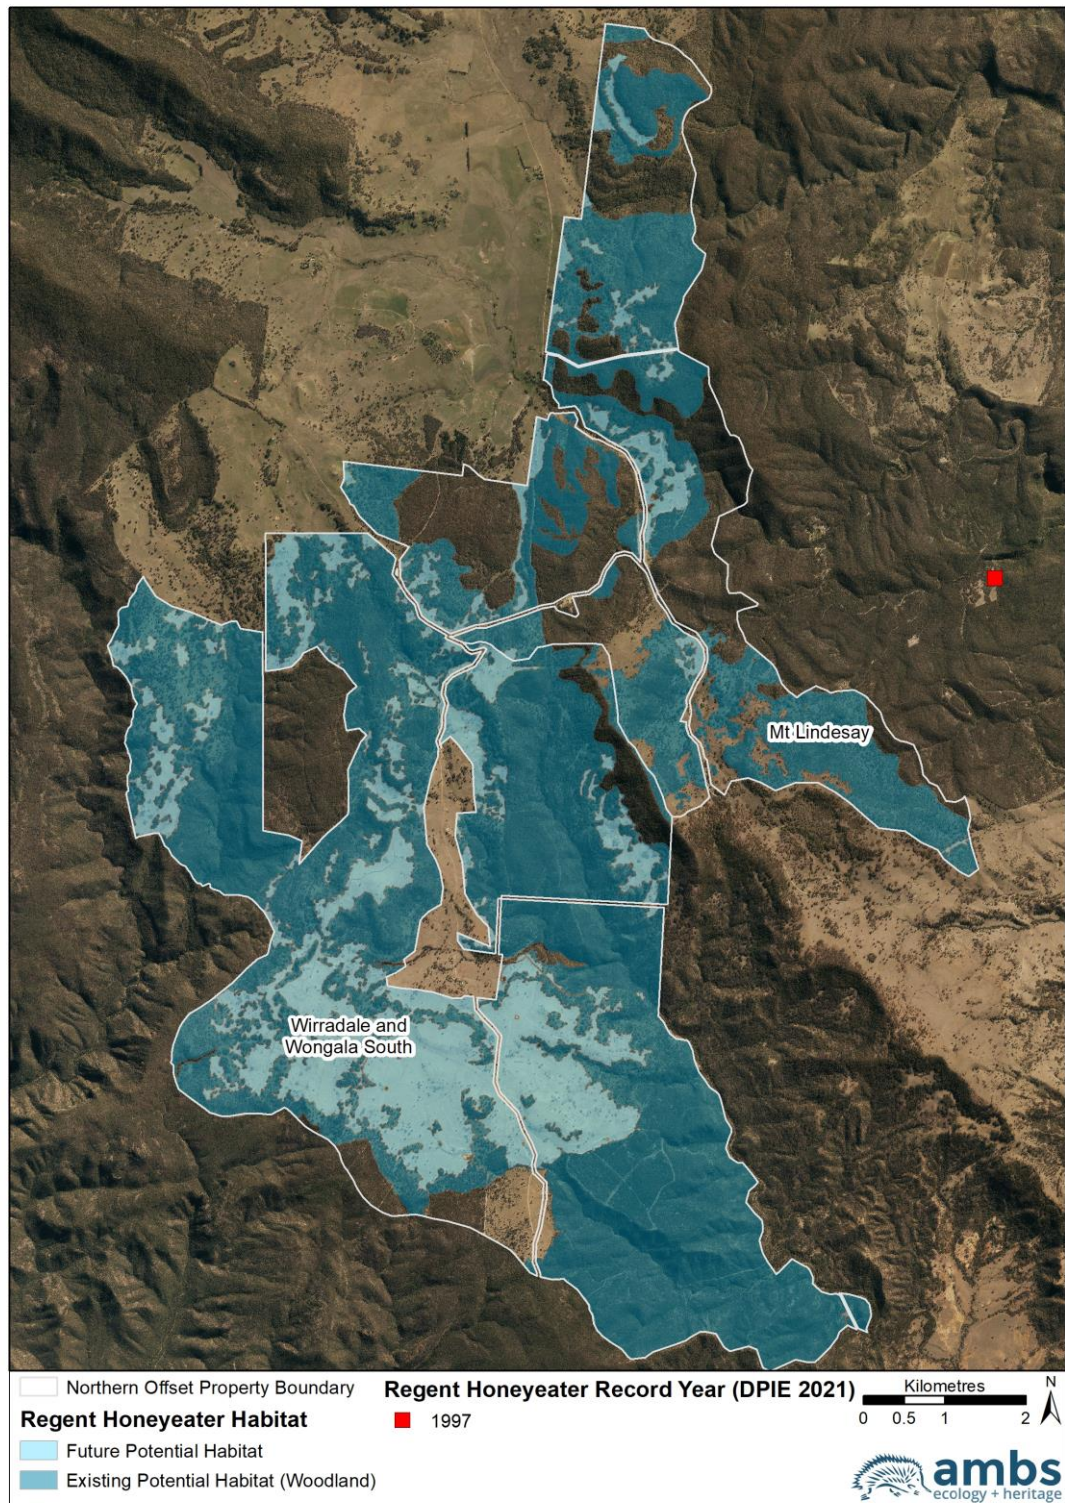 Mt Lindesay
Wirradale and
Wongala South
Northern Offset Property Boundary
Regent Honeyeater Habitat
Future Potential Habitat
Existing Potential Habitat (Woodland)
Regent Honeyeater Record Year (DPIE 2021)
1997
Kilometres
0 0.5 1 2
N
ambs
ecology + heritage